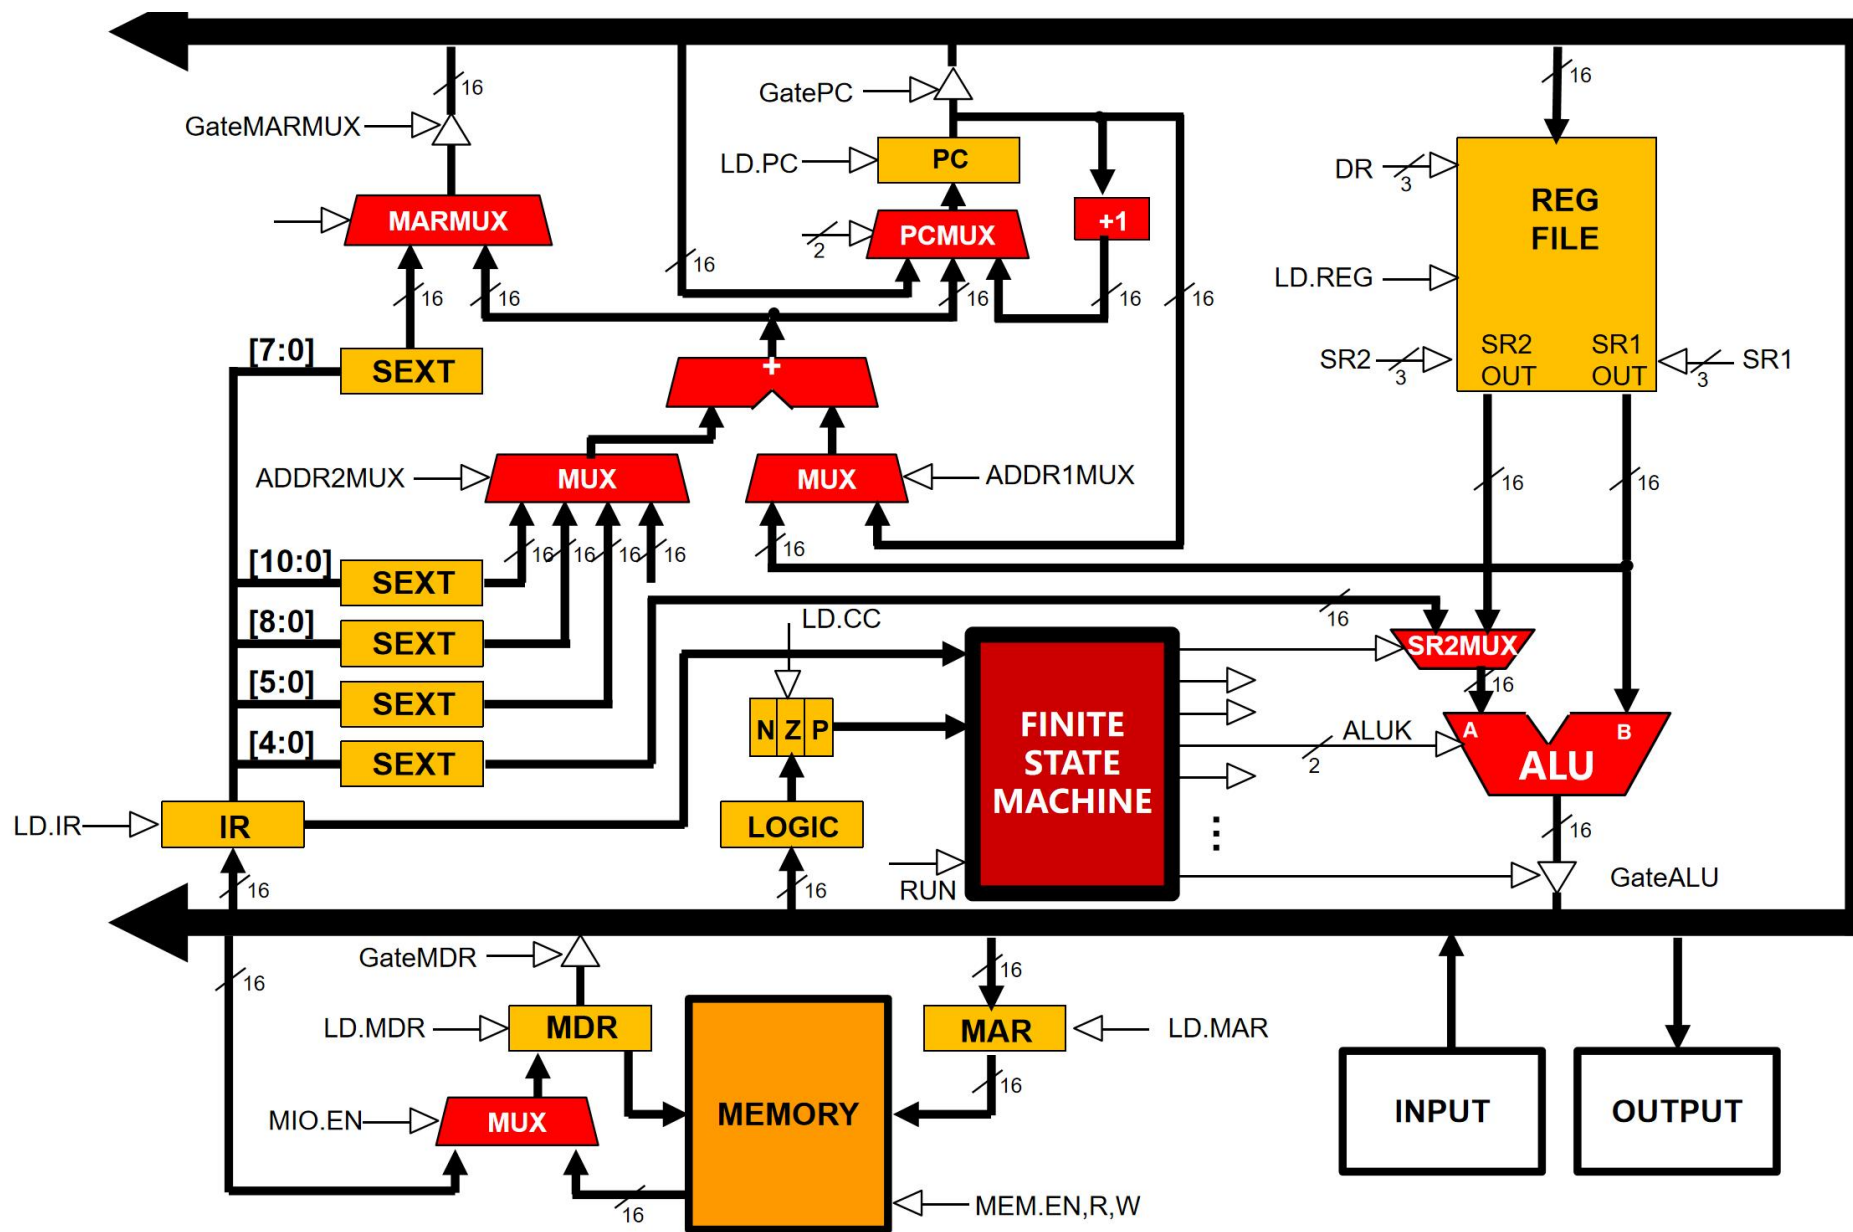 16
16
GatePC
GateMARMUX
LD.PC
PC
DR
3
REG
FILE
MARMUX
2
PCMUX
+1
LD.REG
16
16
16
16
16
16
[7:0]
SEXT
+
SR2
3
SR2
OUT
SR1
OUT
3
SR1
ADDR2MUX
MUX
MUX
ADDR1MUX
16
16
16
16
16
16
16
[10:0]
SEXT
[8:0]
SEXT
[5:0]
SEXT
[4:0]
SEXT
LD.CC
16
SR2MUX
16
N Z P
FINITE
STATE
MACHINE
ALUK
2
A
B
ALU
LD.IR
IR
LOGIC
16
16
16
RUN
GateALU
GateMDR
16
16
LD.MDR
MDR
MAR
LD.MAR
16
MIO.EN
MUX
MEMORY
INPUT
OUTPUT
16
MEM.EN,R,W